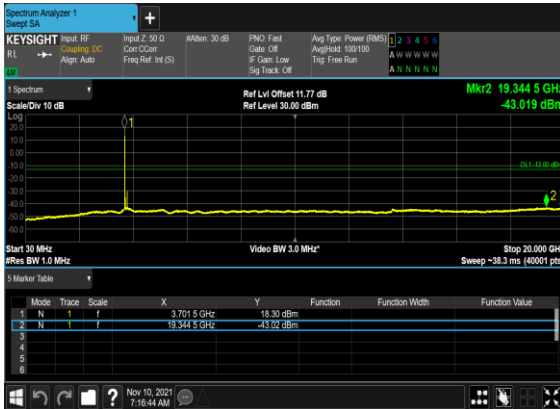 Spectrum Analyzer 1
Swept SA
+
KEYSIGHT Input: RF Input Z: 50 Ω #Atten: 30 dB PNO: Fast Avg Type: Power (RMS) 1 2 3 4 5 6
RL Coupling: DC Corr CCorr Gate: Off Avg|Hold: 100/100 A W W W W W
Align: Auto Freq Ref: Int (S) IF Gain: Low Trig: Free Run
Sig Track: Off A N N N N N
1 Spectrum Ref Lvl Offset 11.77 dB Mkr2 19.344 5 GHz
Scale/Div 10 dB Ref Level 30.00 dBm -43.019 dBm
Log
1
20.0
10.0
0.00
-10.0
DL1 -13.00 dBm
-20.0
-30.0
2
-40.0
-50.0
-60.0
Start 30 MHz Video BW 3.0 MHz* Stop 20.000 GHz
#Res BW 1.0 MHz Sweep ~38.3 ms (40001 pts)
5 Marker Table
Mode Trace Scale X Y Function Function Width Function Value
1 N 1 f 3.701 5 GHz 18.30 dBm
2 N 1 f 19.344 5 GHz -43.02 dBm
3
4
5
6
? Nov 10, 2021
7:16:44 AM